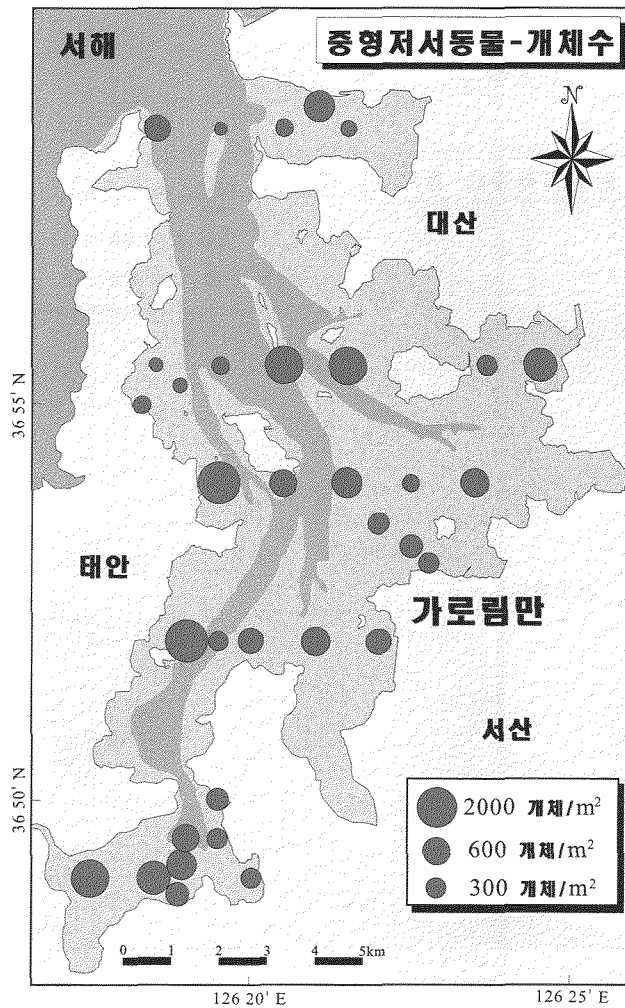 서해
중형저서동물-개체수
N
대산
36 55' N
태안
가로림만
서산
36 50' N
2000 개체/m²
600 개체/m²
300 개체/m²
0 1 2 3 4 5km
126 20' E
126 25' E